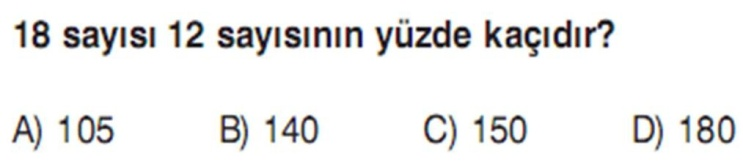 18 sayısı 12 sayısının yüzde kaçıdır?
A) 105 B) 140 C) 150 D) 180